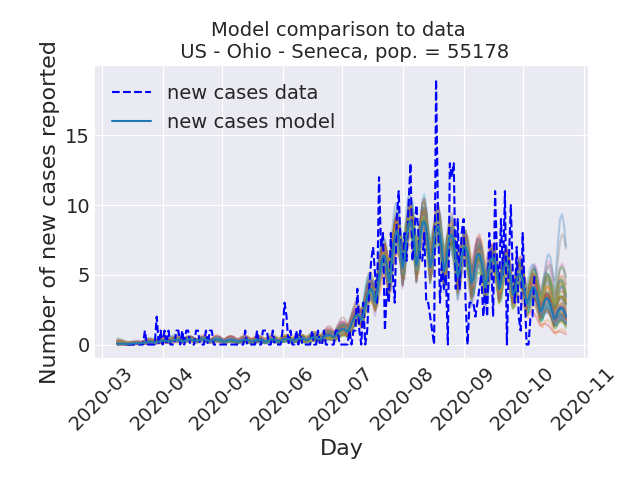 Model comparison to data
US - Ohio - Seneca, pop. = 55178
new cases data
new cases model
Number of new cases reported
15
10
5
0
2020-03
2020-04
2020-05
2020-06
2020-07
2020-08
2020-09
2020-10
2020-11
Day